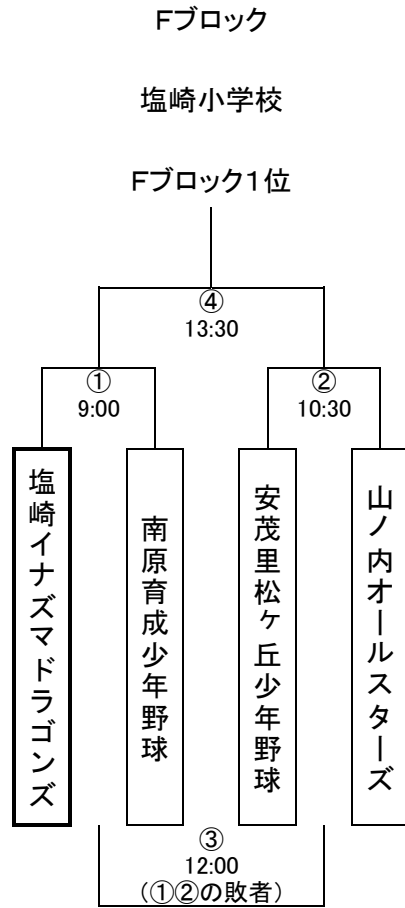 Fブロック
塩崎小学校
Fブロック1位
④
13:30
①
9:00
②
10:30
塩崎イナズマドラゴンズ
南原育成少年野球
安茂里松ヶ丘少年野球
山ノ内オールスターズ
③
12:00
(①②の敗者)